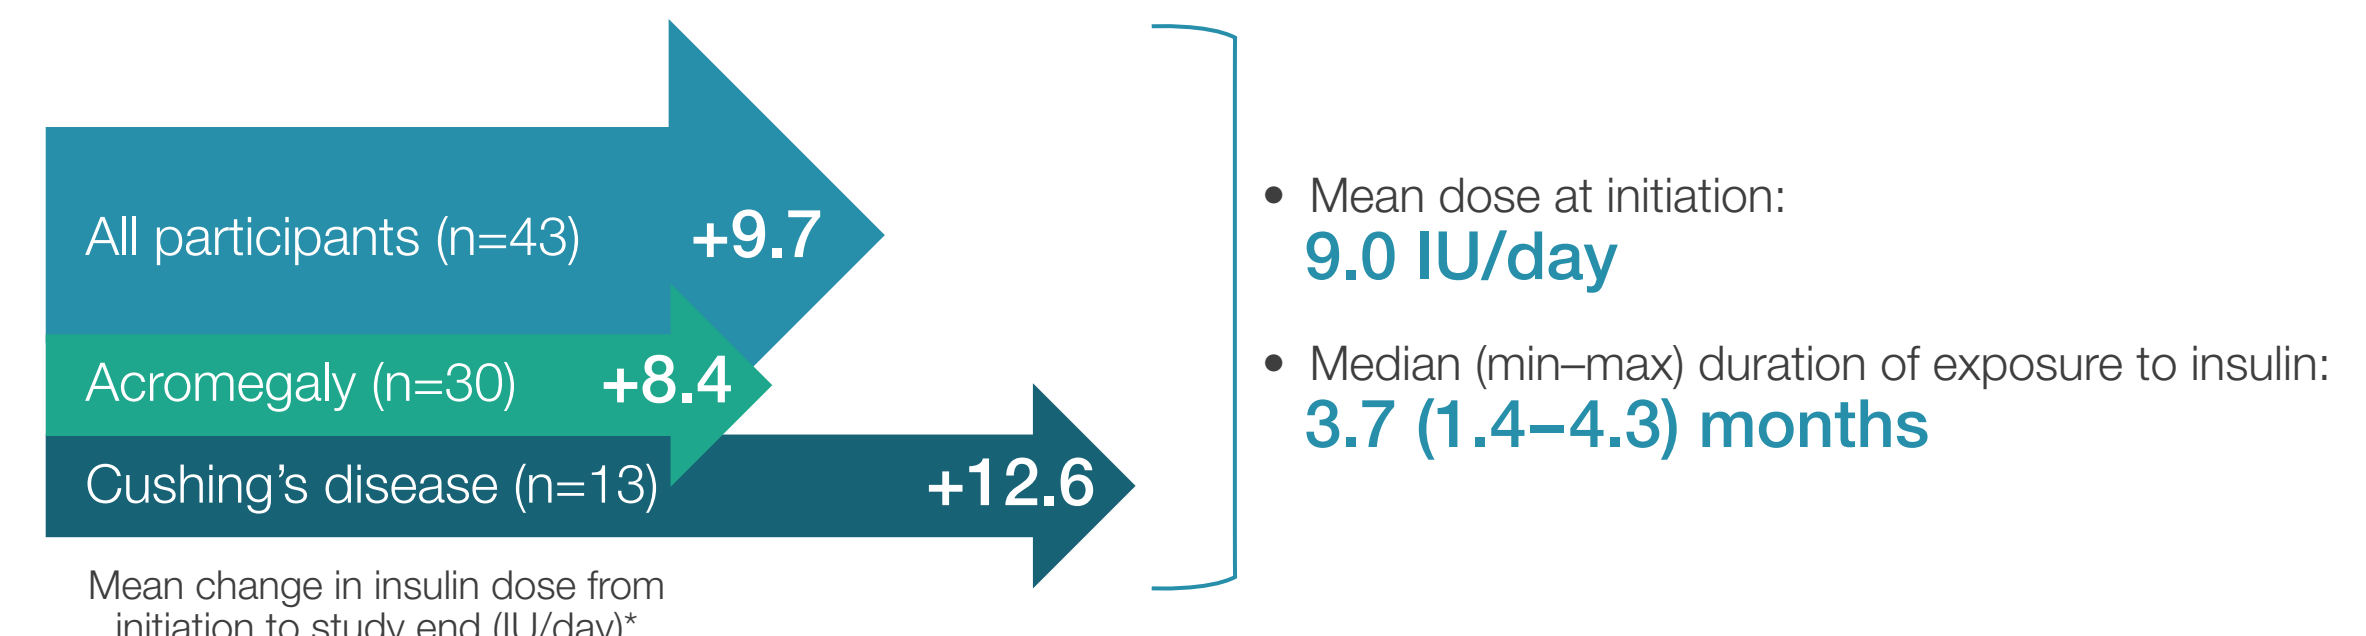 All participants (n=43) +9.7
Acromegaly (n=30) +8.4
Cushing’s disease (n=13) +12.6
Mean change in insulin dose from
initiation to study end (IU/day)*
• Mean dose at initiation:
9.0 IU/day
• Median (min–max) duration of exposure to insulin:
3.7 (1.4–4.3) months